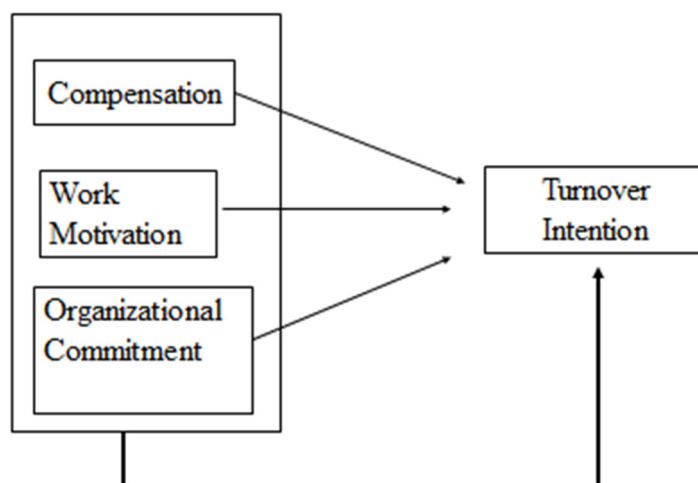 Compensation
Work
Motivation
Organizational
Commitment
Turnover
Intention